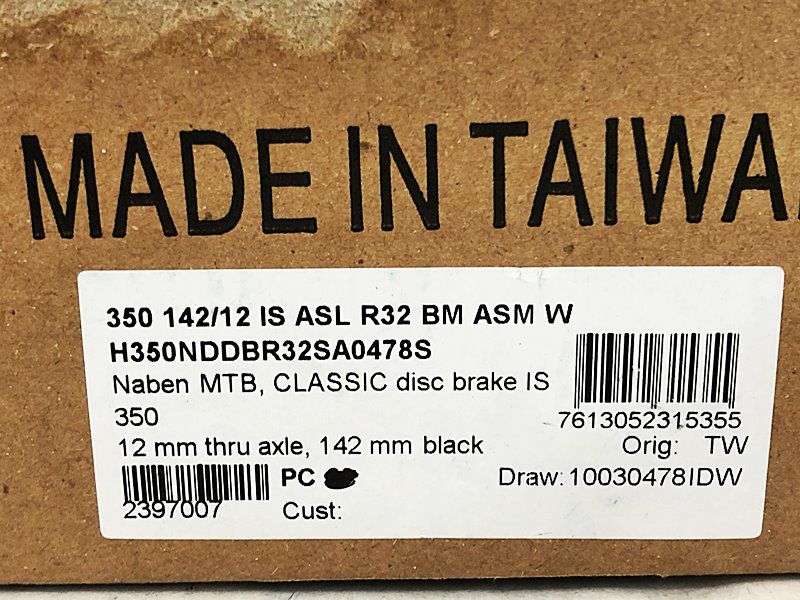 MADE IN TAIWA
350 142/12 IS ASL R32 BM ASM W
H350NDDBR32SA0478S
Naben MTB, CLASSIC disc brake IS
350
7613052315355
12 mm thru axle, 142 mm black
Orig: TW
PC
Draw: 10030478IDW
2397007
Cust: